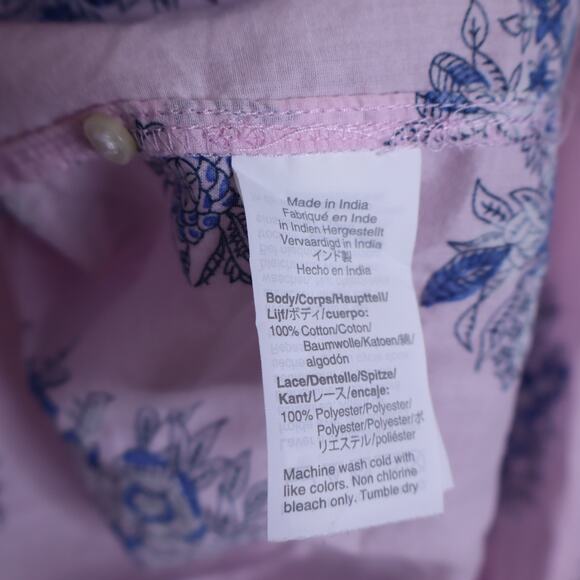 Made in India
Fabriqué en Inde
in Indien Hergestellt
Vervaardigd in India
インド製
Hecho en India
Body/Corps/Haupttell/
Lijf/ボディ/cuerpo:
100% Cotton/Coton/
Baumwolle/Katoen/綿/
algodón
Lace/Dentelle/Spitze/
Kant/レース/encaje:
100% Polyester/Polyester/
Polyester/Polyester/ポ
リエステル/poliéster
Machine wash cold with
like colors. Non chlorine
bleach only. Tumble dry